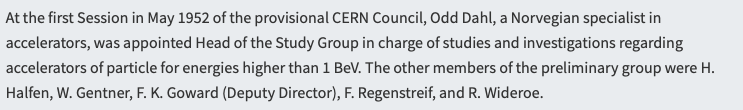 At the first Session in May 1952 of the provisional CERN Council, Odd Dahl, a Norvegian specialist in
accelerators, was appointed Head of the Study Group in charge of studies and investigations regarding
accelerators of particle for energies higher than 1 BeV. The other members of the preliminary group were H.
Halfen, W. Gentner, F. K. Goward (Deputy Director), F. Regenstreif, and R. Wideroe.